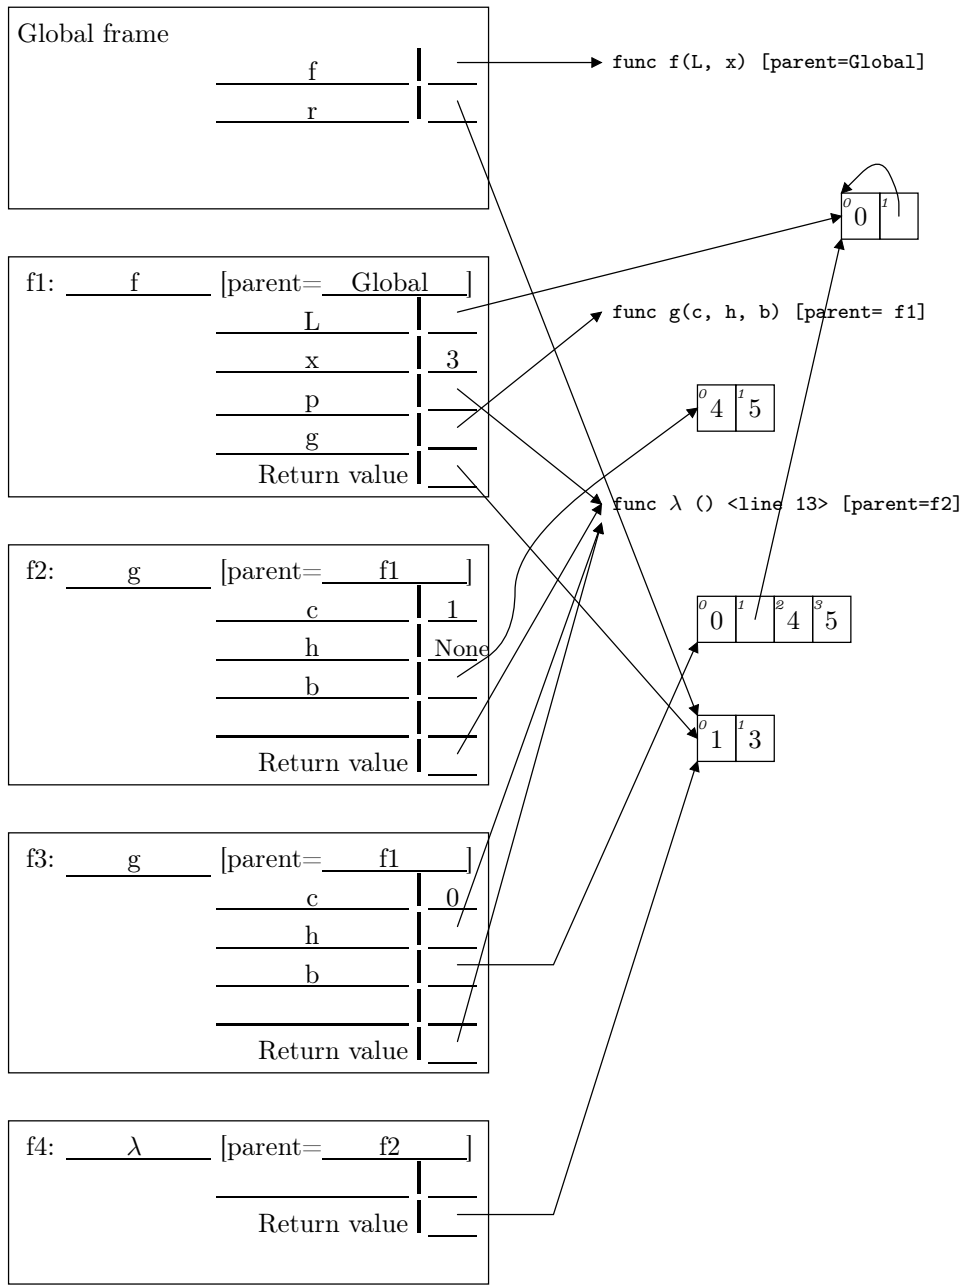 Global frame
f
func f(L, x) [parent=Global]
r
0 0 1
f1: f [parent= Global]
L
func g(c, h, b) [parent= f1]
x 3
p
0 4 1 5
g
Return value
func λ () <line 13> [parent=f2]
f2: g [parent= f1]
c 1
0 0 1 2 4 3 5
h None
b
0 1 1 3
Return value
f3: g [parent= f1]
c 0
h
b
Return value
f4: λ [parent= f2]
Return value